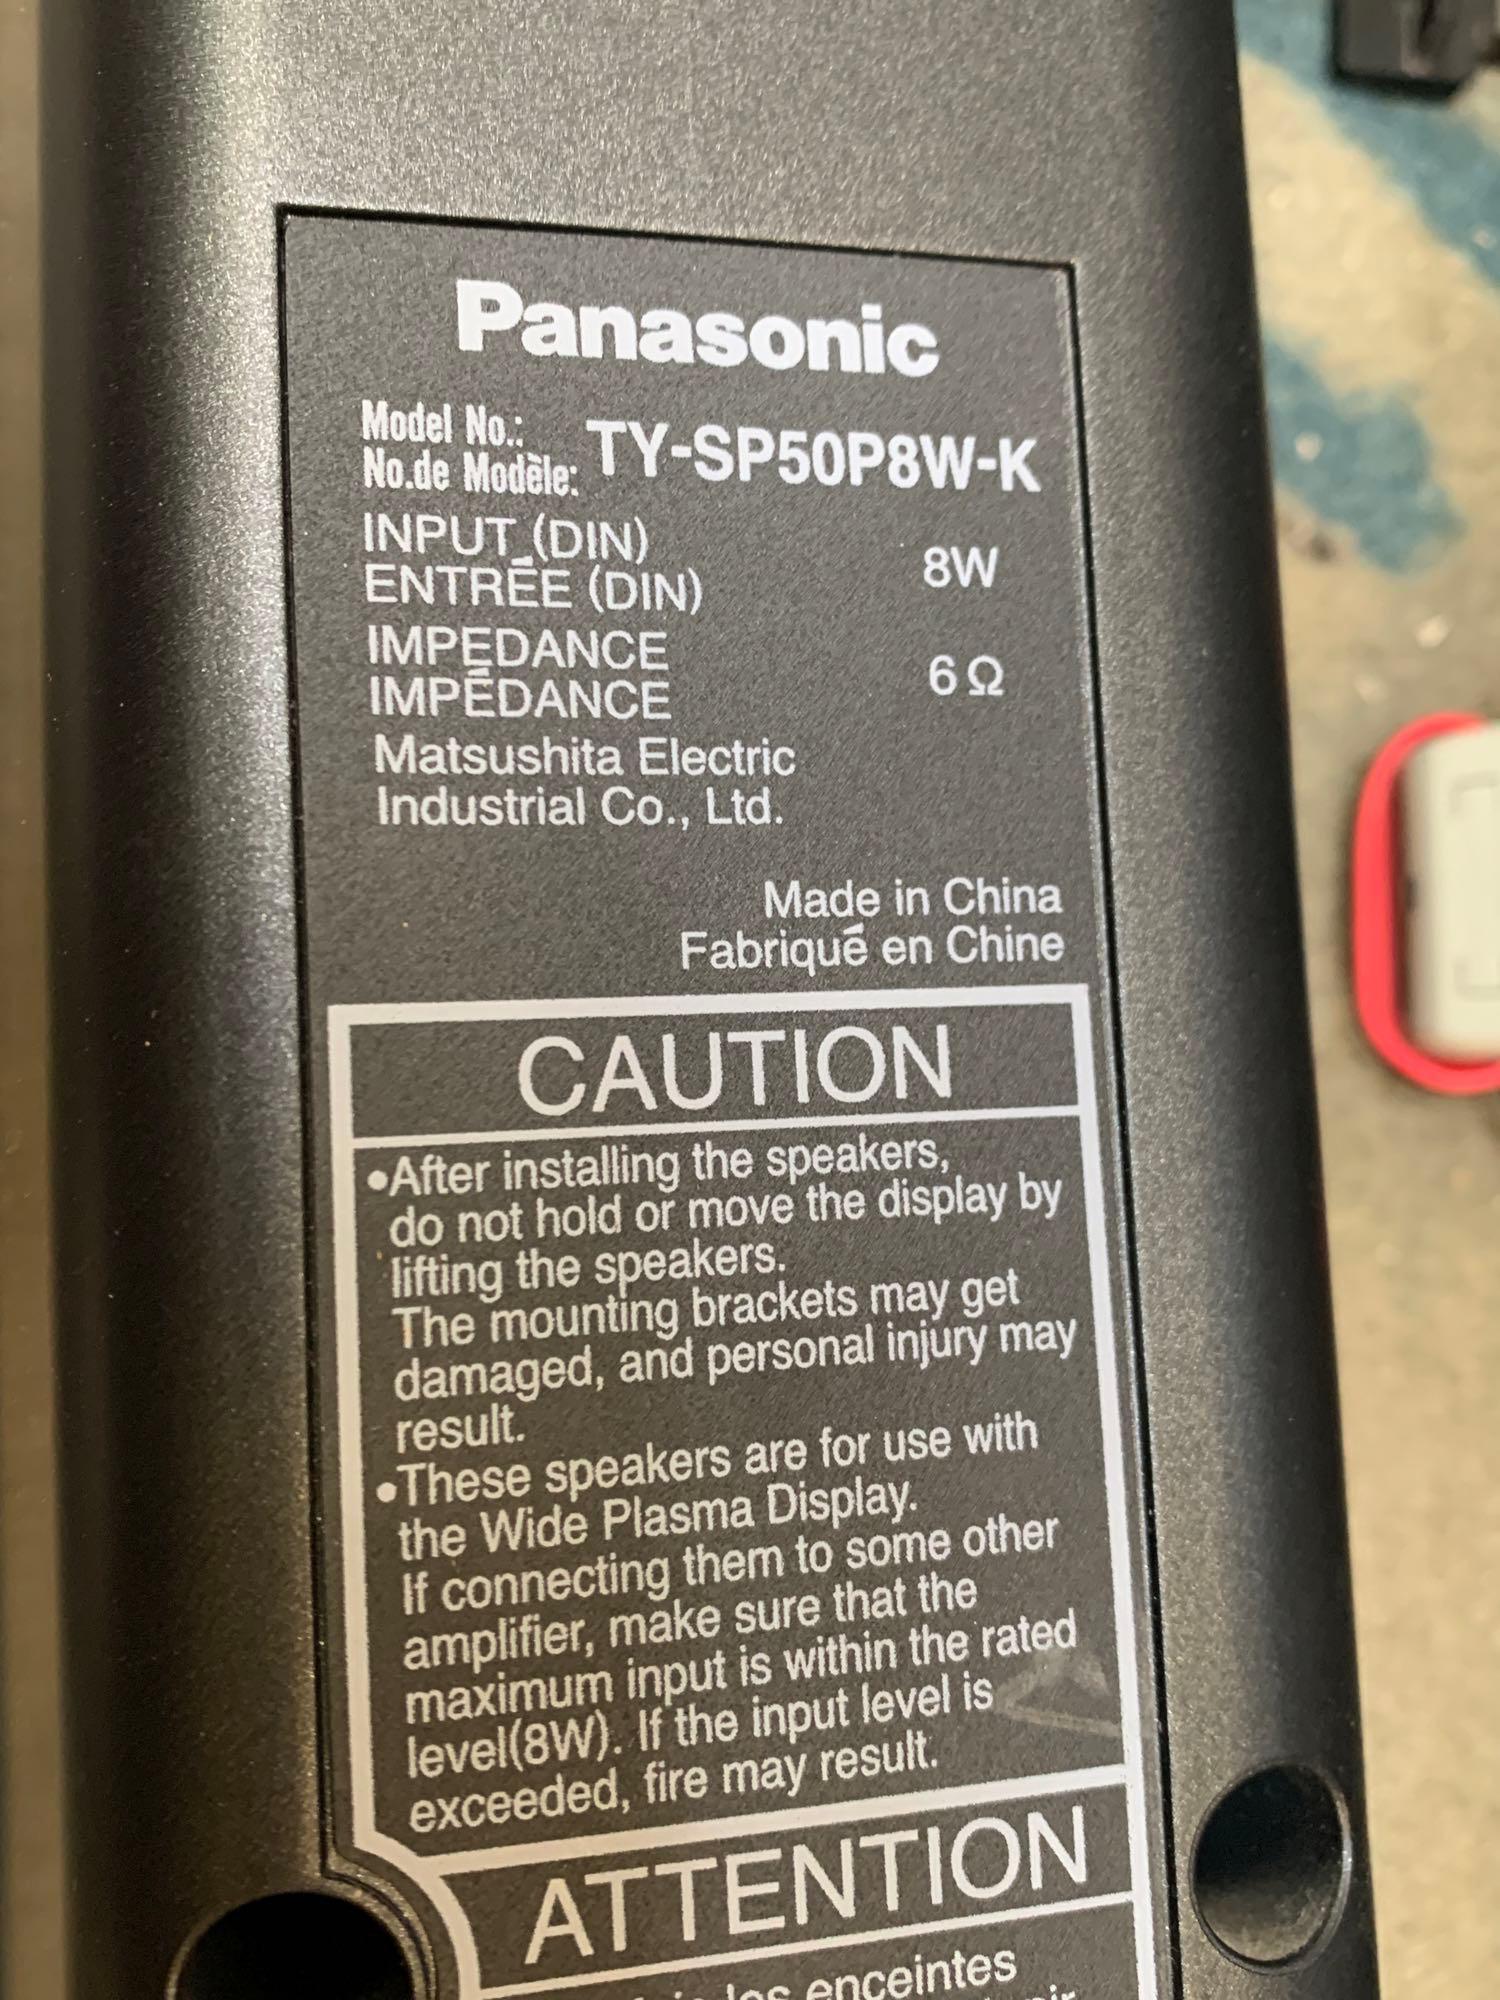 Panasonic
Model No.:
No.de Modèle: TY-SP50P8W-K
INPUT (DIN)
ENTRÉE (DIN) 8W
IMPEDANCE
IMPÉDANCE 6 Ω
Matsushita Electric
Industrial Co., Ltd.
Made in China
Fabriqué en Chine
CAUTION
•After installing the speakers,
do not hold or move the display by
lifting the speakers.
The mounting brackets may get
damaged, and personal injury may
result.
•These speakers are for use with
the Wide Plasma Display.
If connecting them to some other
amplifier, make sure that the
maximum input is within the rated
level(8W). If the input level is
exceeded, fire may result.
ATTENTION
les enceintes